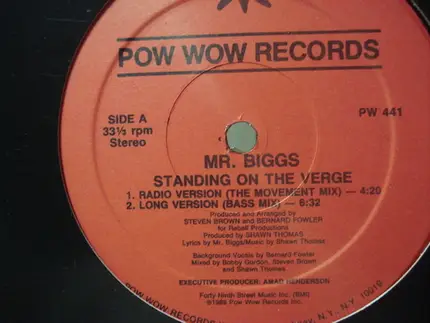 POW WOW RECORDS
SIDE A
33⅓ rpm
Stereo
PW 441
MR. BIGGS
STANDING ON THE VERGE
1. RADIO VERSION (THE MOVEMENT MIX) — 4:20
2. LONG VERSION (BASS MIX) — 6:32
Produced and Arranged by
STEVEN BROWN and BERNARD FOWLER
for Retell Productions
Produced by SHAWN THOMAS
Lyrics by Mr. Biggs/Music by Shawn Thomas
Background Vocals by Bernard Fowler
Mixed by Bobby Gordon, Steven Brown
and Shawn Thomas
EXECUTIVE PRODUCER: AMAD HENDERSON
Forty Ninth Street Music Inc. (BMI)
©1988 Pow Wow Records Inc.
POW WOW RECORDS
N.Y., N.Y. 10019